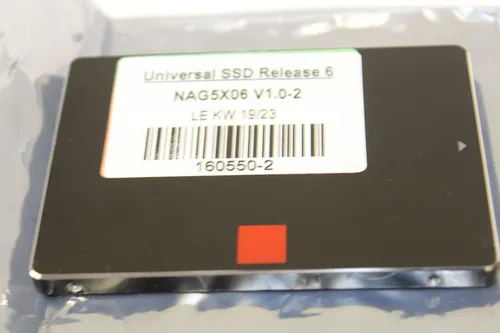 Universal SSD Release 6
NAG5X06 V1.0-2
LE KW 19/23
160550-2